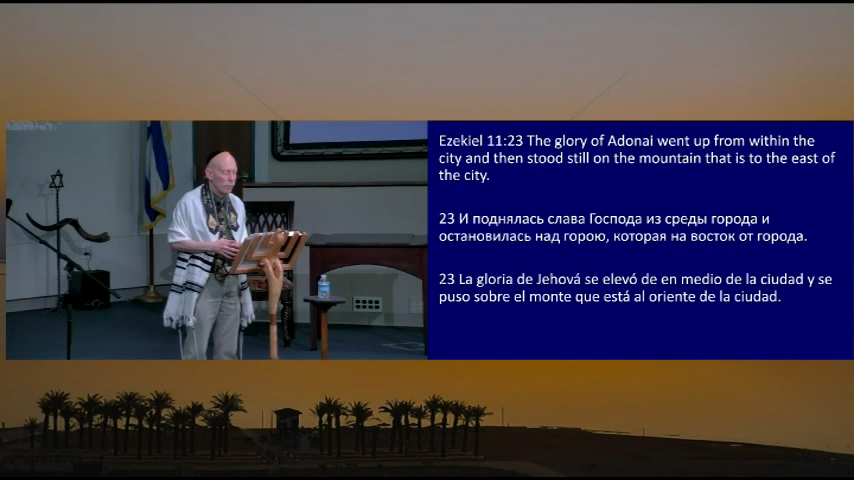 Ezekiel 11:23 The glory of Adonai went up from within the
city and then stood still on the mountain that is to the east of
the city.
23 И поднялась слава Господа из среды города и
остановилась над горою, которая на восток от города.
23 La gloria de Jehová se elevó de en medio de la ciudad y se
puso sobre el monte que está al oriente de la ciudad.